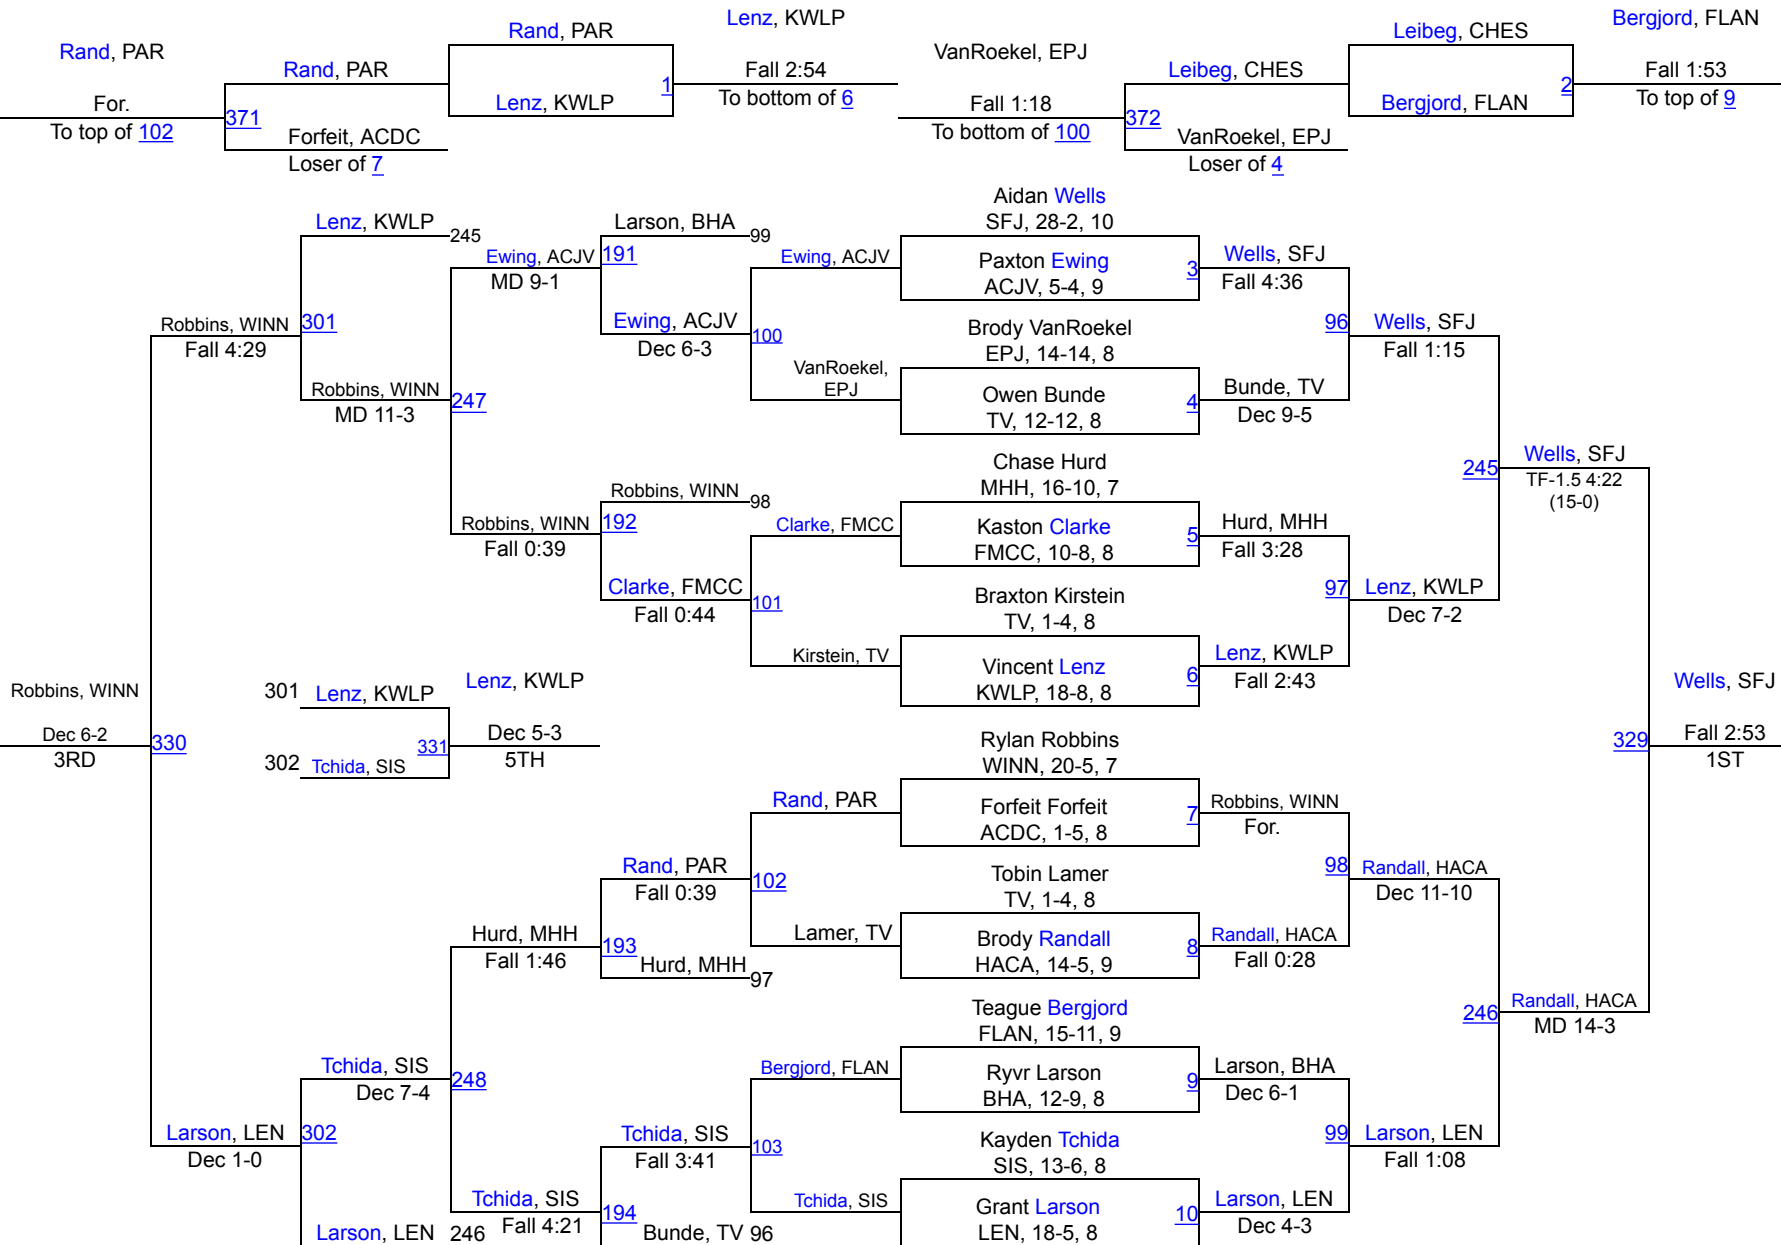 Rand, PAR
For.
To top of 102
371
Rand, PAR
Forfeit, ACDC
Loser of 7
Rand, PAR
Lenz, KWLP
1
Lenz, KWLP
Fall 2:54
To bottom of 6
VanRoekel, EPJ
Fall 1:18
To bottom of 100
372
Leibeg, CHES
VanRoekel, EPJ
Loser of 4
Leibeg, CHES
Bergjord, FLAN
2
Bergjord, FLAN
Fall 1:53
To top of 9
Aidan Wells
SFJ, 28-2, 10
Paxton Ewing
ACJV, 5-4, 9
3
Brody VanRoekel
EPJ, 14-14, 8
Owen Bunde
TV, 12-12, 8
4
Chase Hurd
MHH, 16-10, 7
Kaston Clarke
FMCC, 10-8, 8
5
Braxton Kirstein
TV, 1-4, 8
Vincent Lenz
KWLP, 18-8, 8
6
Rylan Robbins
WINN, 20-5, 7
Forfeit Forfeit
ACDC, 1-5, 8
7
Tobin Lamer
TV, 1-4, 8
Brody Randall
HACA, 14-5, 9
8
Teague Bergjord
FLAN, 15-11, 9
Ryvr Larson
BHA, 12-9, 8
9
Kayden Tchida
SIS, 13-6, 8
Grant Larson
LEN, 18-5, 8
10
Wells, SFJ
Fall 4:36
96
Bunde, TV
Dec 9-5
Hurd, MHH
Fall 3:28
97
Lenz, KWLP
Fall 2:43
Robbins, WINN
For.
98
Randall, HACA
Fall 0:28
Larson, BHA
Dec 6-1
99
Larson, LEN
Dec 4-3
Wells, SFJ
Fall 1:15
245
Lenz, KWLP
Dec 7-2
Randall, HACA
Dec 11-10
246
Larson, LEN
Fall 1:08
Wells, SFJ
TF-1.5 4:22
(15-0)
329
Randall, HACA
MD 14-3
Wells, SFJ
Fall 2:53
1ST
Ewing, ACJV
100
VanRoekel,
EPJ
Clarke, FMCC
101
Kirstein, TV
Rand, PAR
102
Lamer, TV
Bergjord, FLAN
103
Tchida, SIS
Larson, BHA
99
191
Ewing, ACJV
Dec 6-3
Robbins, WINN
98
192
Clarke, FMCC
Fall 0:44
Rand, PAR
Fall 0:39
193
Hurd, MHH
97
Tchida, SIS
Fall 3:41
194
Bunde, TV 96
Ewing, ACJV
MD 9-1
247
Robbins, WINN
Fall 0:39
Hurd, MHH
Fall 1:46
248
Tchida, SIS
Fall 4:21
Lenz, KWLP
245
301
Robbins, WINN
MD 11-3
Tchida, SIS
Dec 7-4
302
Larson, LEN 246
Robbins, WINN
Fall 4:29
330
Larson, LEN
Dec 1-0
Robbins, WINN
Dec 6-2
3RD
301 Lenz, KWLP
331
302 Tchida, SIS
Lenz, KWLP
Dec 5-3
5TH